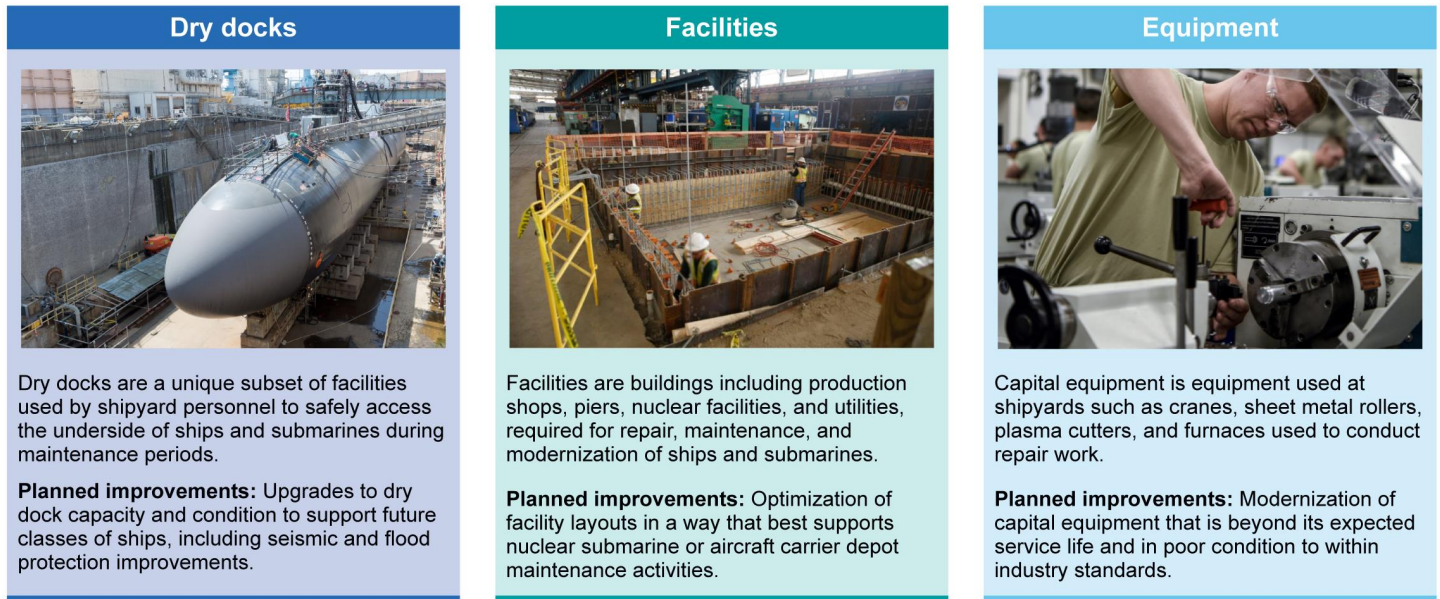 Dry docks
Dry docks are a unique subset of facilities
used by shipyard personnel to safely access
the underside of ships and submarines during
maintenance periods.
Planned improvements: Upgrades to dry
dock capacity and condition to support future
classes of ships, including seismic and flood
protection improvements.
Facilities
Facilities are buildings including production
shops, piers, nuclear facilities, and utilities,
required for repair, maintenance, and
modernization of ships and submarines.
Planned improvements: Optimization of
facility layouts in a way that best supports
nuclear submarine or aircraft carrier depot
maintenance activities.
Equipment
Capital equipment is equipment used at
shipyards such as cranes, sheet metal rollers,
plasma cutters, and furnaces used to conduct
repair work.
Planned improvements: Modernization of
capital equipment that is beyond its expected
service life and in poor condition to within
industry standards.